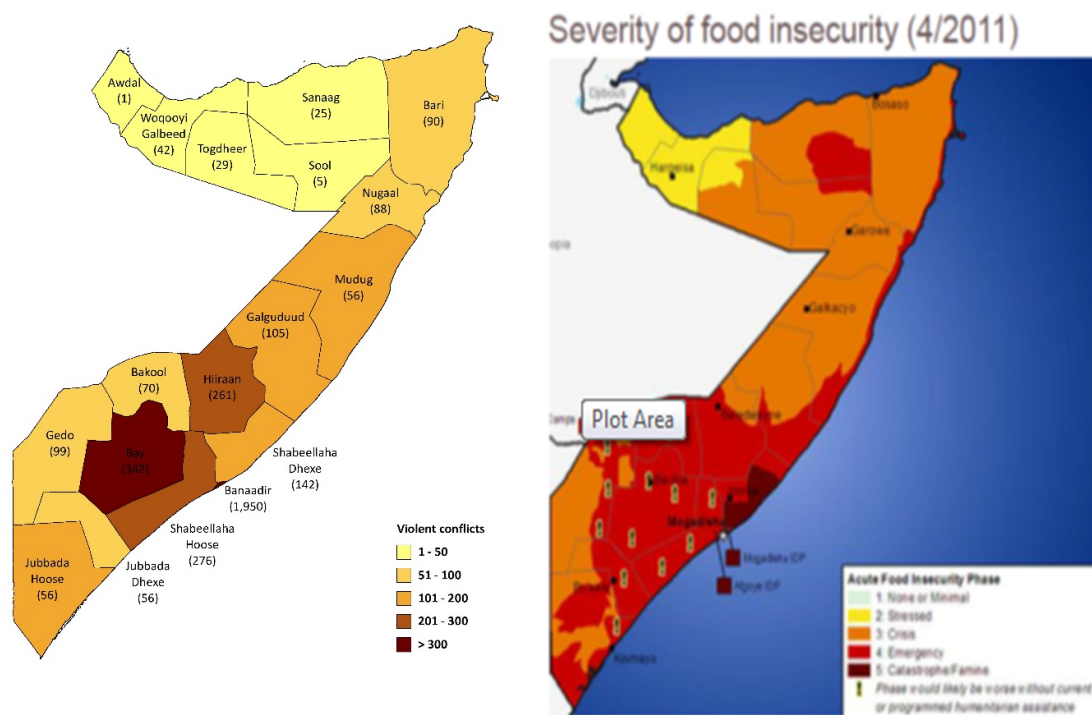 Severity of food insecurity (4/2011)
Awdal
(1)
Woqooyi
Galbeed
(42)
Togdheer
(29)
Sanaag
(25)
Sool
(5)
Bari
(90)
Nugaal
(88)
Mudug
(56)
Galguduud
(105)
Hiiraan
(261)
Bakool
(70)
Gedo
(99)
Bay
(342)
Shabeellaha
Dhexe
(142)
Banaadir
(1,950)
Shabeellaha
Hoose
(276)
Jubbada
Dhexe
(56)
Jubbada
Hoose
(56)
Violent conflicts
1 - 50
51 - 100
101 - 200
201 - 300
> 300
Djibouti
Bosaso
Hargeisa
Garowe
Galkacyo
Plot Area
Mogadishu
Mogadishu IDP
Afgoye IDP
Kismayo
Acute Food Insecurity Phase
1: None or Minimal
2: Stressed
3: Crisis
4: Emergency
5: Catastrophe/Famine
! Phase would likely be worse without current
or programmed humanitarian assistance